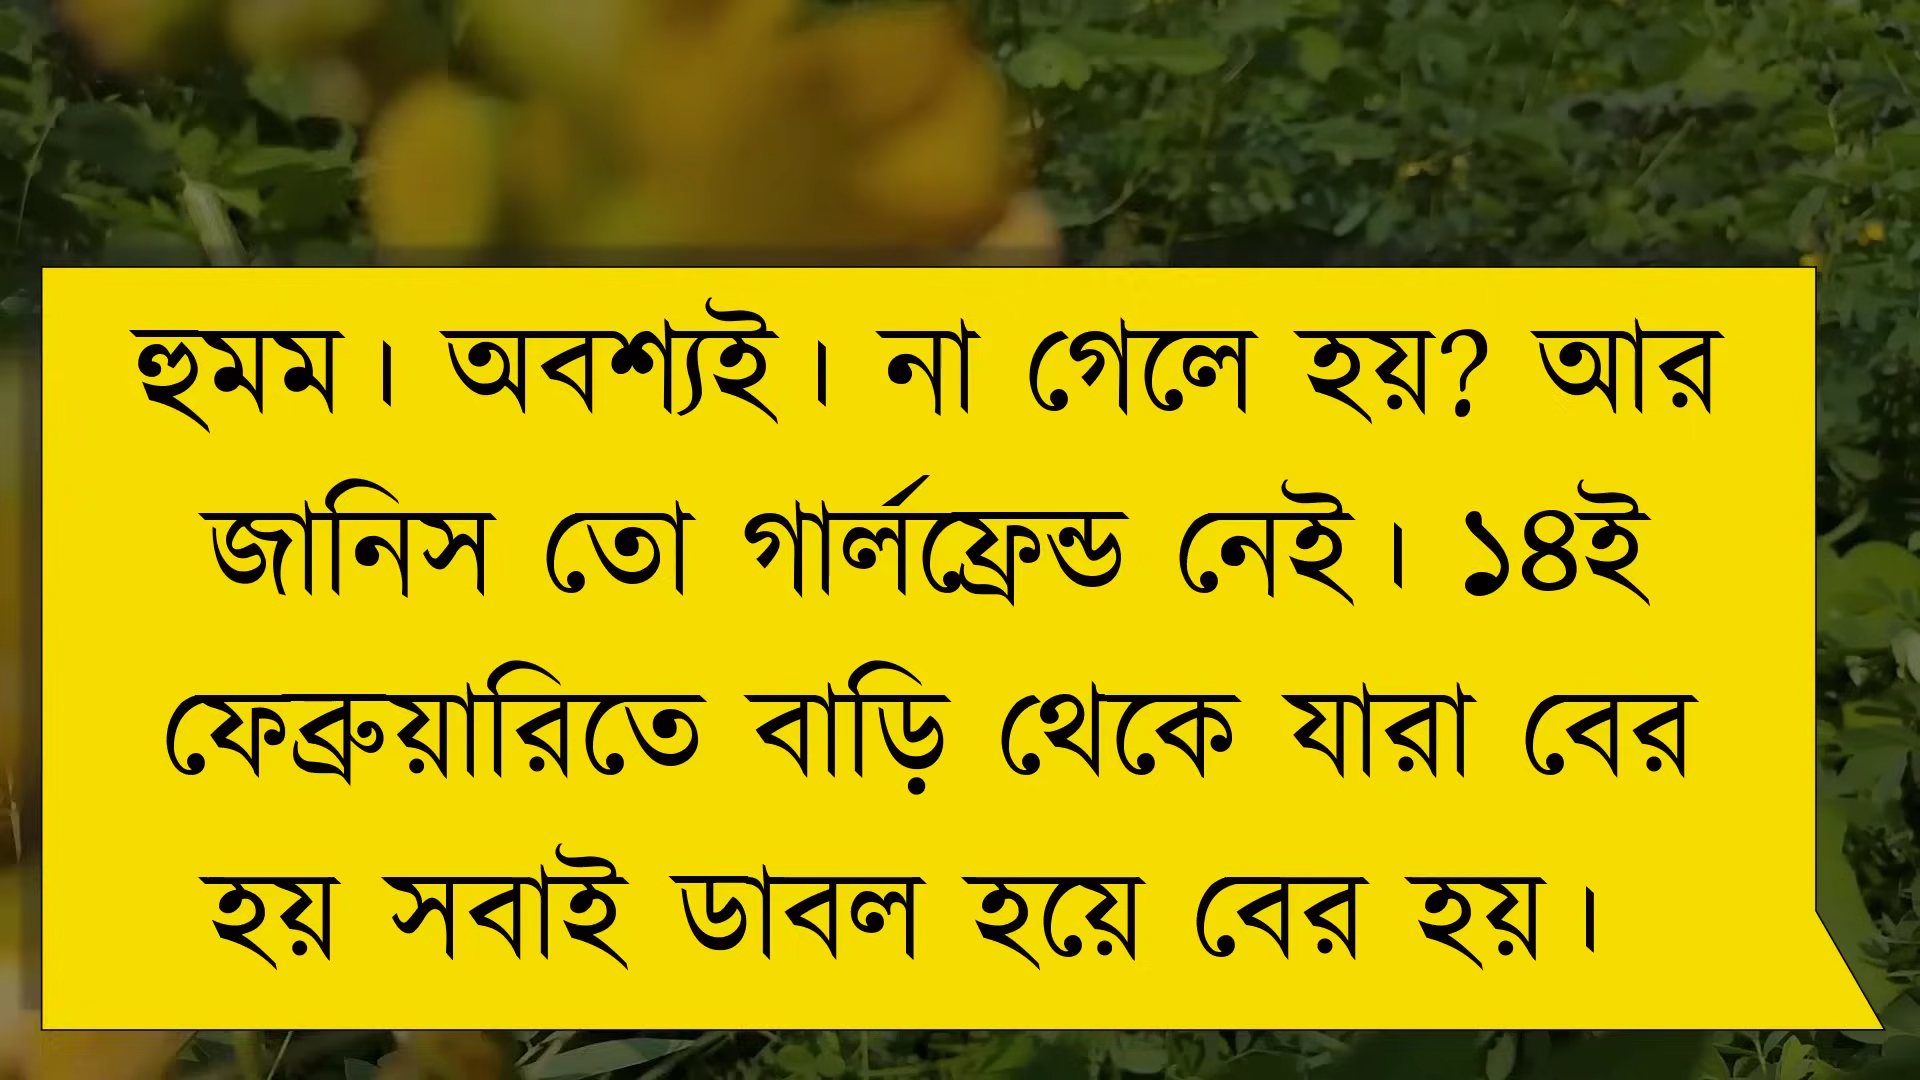 হুমম। অবশ্যই। না গেলে হয়? আর
জানিস তো গার্লফ্রেন্ড নেই। ১৪ই
ফেব্রুয়ারিতে বাড়ি থেকে যারা বের
হয় সবাই ডাবল হয়ে বের হয়।